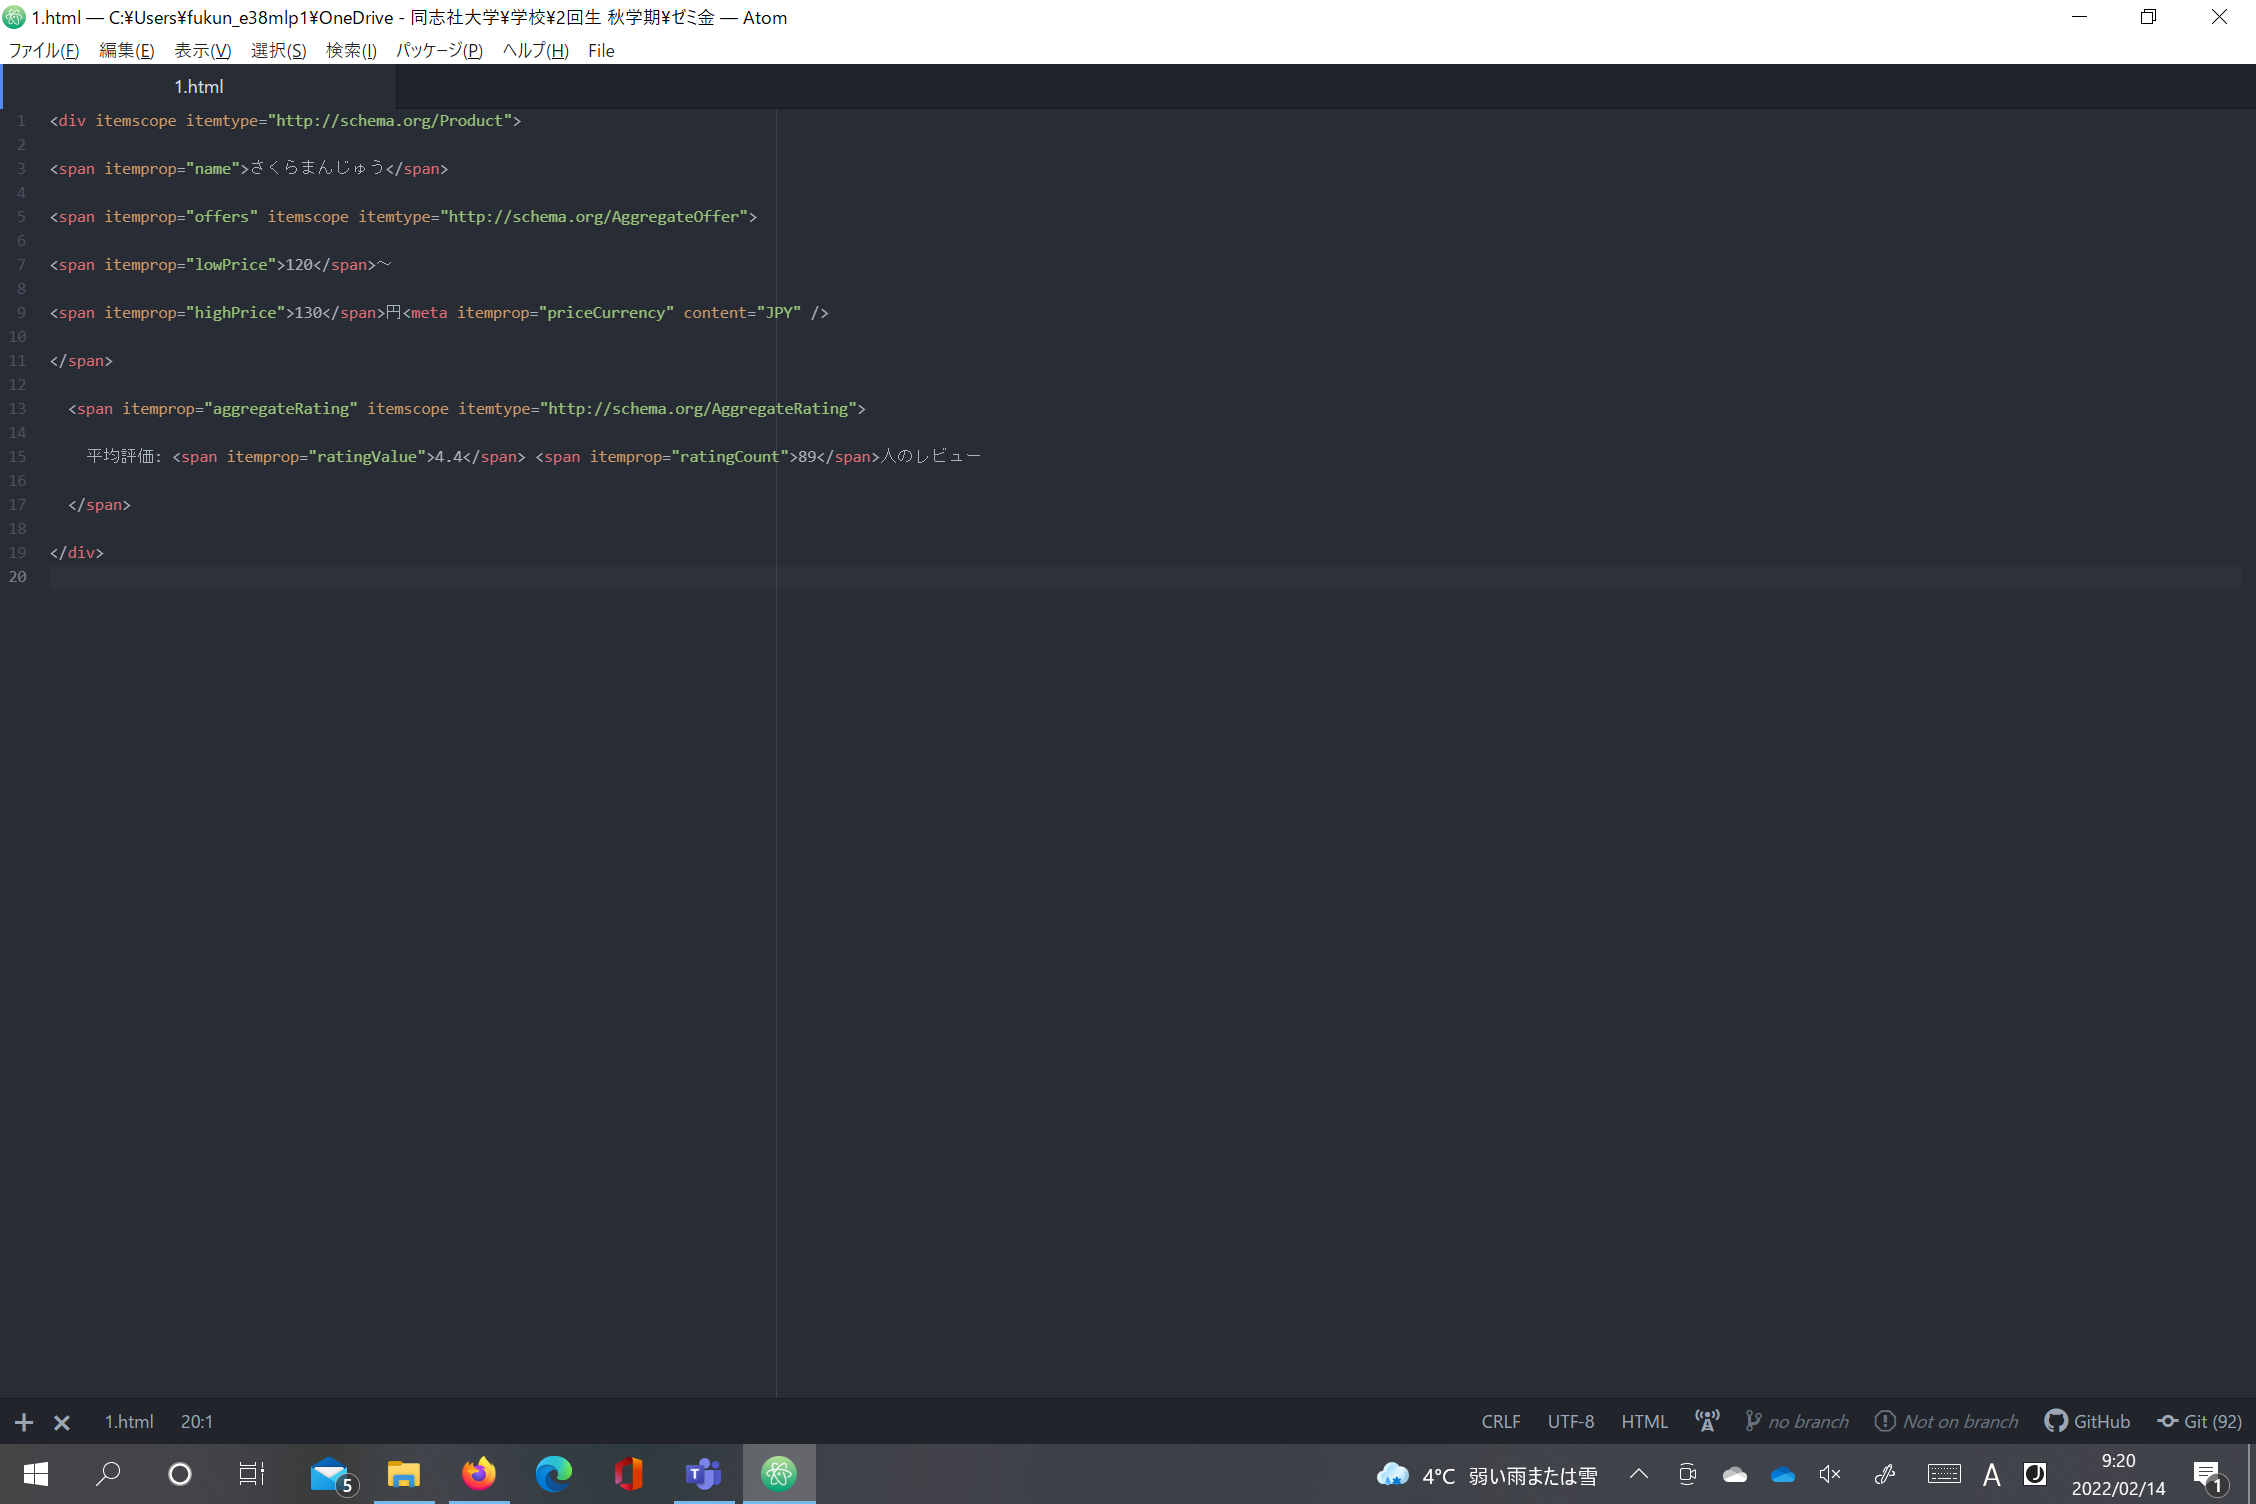 1.html — C:¥Users¥fukun_e38mlp1¥OneDrive - 同志社大学¥学校¥2回生 秋学期¥ゼミ金 — Atom
ファイル(F) 編集(E) 表示(V) 選択(S) 検索(I) パッケージ(P) ヘルプ(H) File
1.html
1 <div itemscope itemtype="http://schema.org/Product">
2
3 <span itemprop="name">さくらまんじゅう</span>
4
5 <span itemprop="offers" itemscope itemtype="http://schema.org/AggregateOffer">
6
7 <span itemprop="lowPrice">120</span>～
8
9 <span itemprop="highPrice">130</span>円<meta itemprop="priceCurrency" content="JPY" />
10
11 </span>
12
13   <span itemprop="aggregateRating" itemscope itemtype="http://schema.org/AggregateRating">
14
15     平均評価: <span itemprop="ratingValue">4.4</span> <span itemprop="ratingCount">89</span>人のレビュー
16
17   </span>
18
19 </div>
20
1.html 20:1 CRLF UTF-8 HTML no branch Not on branch GitHub Git (92)
5 4°C 弱い雨または雪 A 9:20 1
2022/02/14